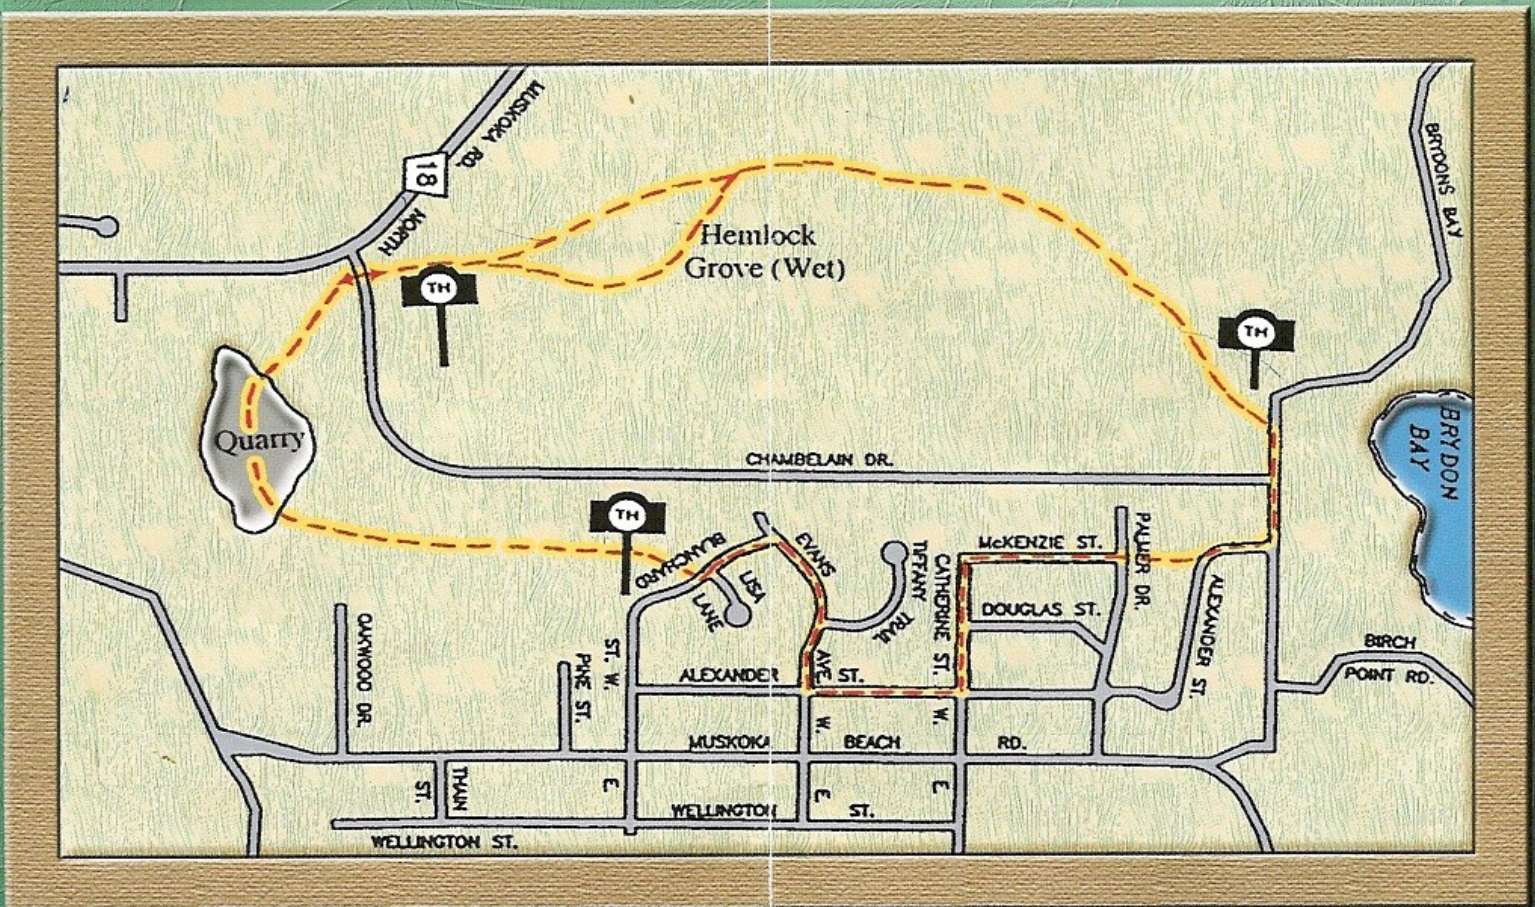 MUSKOKA RD.
18
NORTH
BRYDONS BAY
Hemlock
Grove (Wet)
TH
TH
Quarry
BRYDON
BAY
CHAMBELAIN DR.
TH
BLANCHARD
EVANS
TIFFANY
TRAIL
LISA
LANE
McKENZIE ST.
PALMER DR.
CATHERINE ST.
DOUGLAS ST.
ALEXANDER ST.
OAKWOOD DR.
PINE ST.
ST. W.
ALEXANDER ST.
AVE
W.
W.
BIRCH
POINT RD.
MUSKOKA BEACH RD.
THAIN
ST.
E.
E.
E.
WELLINGTON ST.
WELLINGTON ST.